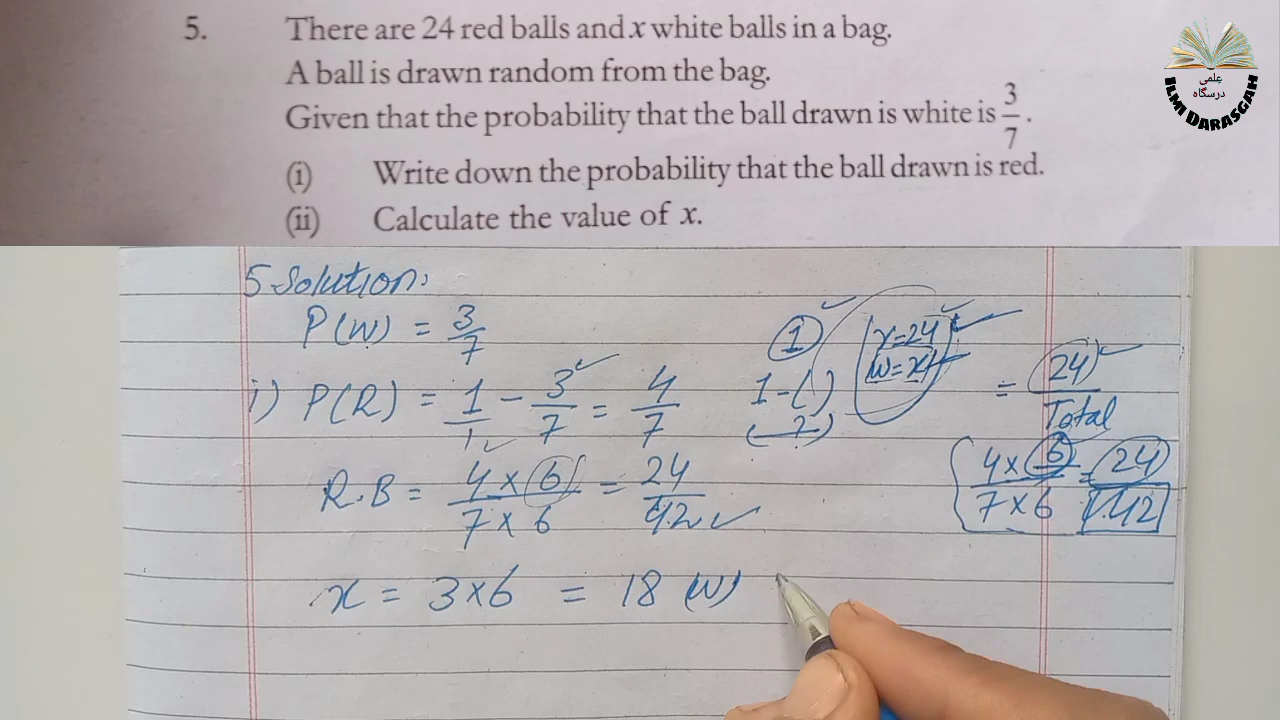 5. There are 24 red balls and x white balls in a bag.
A ball is drawn random from the bag.
Given that the probability that the ball drawn is white is 3/7.
(i) Write down the probability that the ball drawn is red.
(ii) Calculate the value of x.
علمی
درسگاہ
ILMI DARASGAH
5 Solution:
P(W) = 3/7
i) P(R) = 1/1 - 3/7 = 4/7
1
1-( )
( 7)
r=24
w=x
= 24/Total
R.B = 4×6/7×6 = 24/42
4×6/7×6 = 24/42
x = 3×6 = 18 (W)